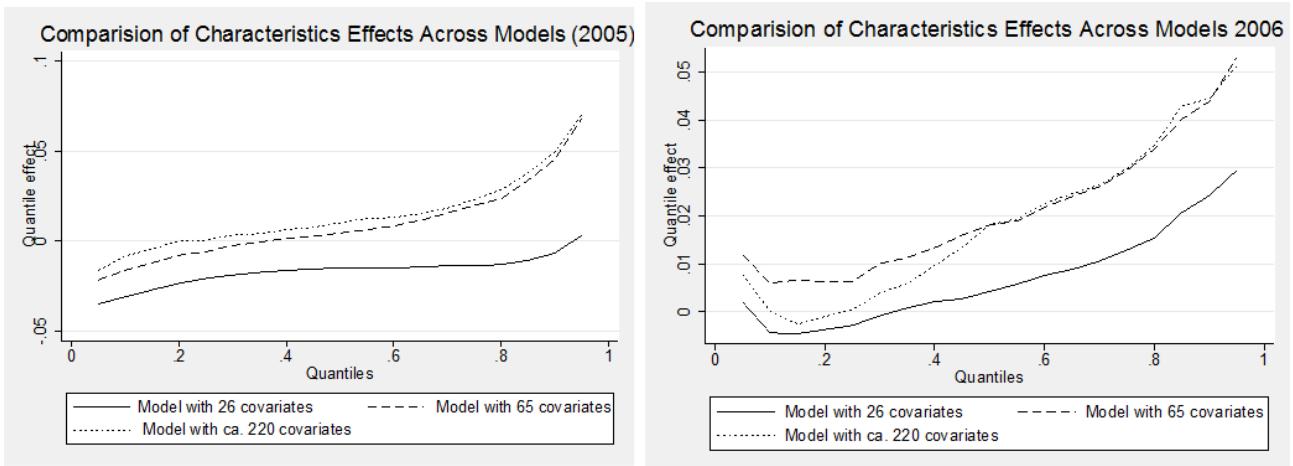 Comparision of Characteristics Effects Across Models (2005)
.1
.05
0
-.05
Quantile effect
0 .2 .4 .6 .8 1
Quantiles
Model with 26 covariates Model with 65 covariates
Model with ca. 220 covariates
Comparision of Characteristics Effects Across Models 2006
.05
.04
.03
.02
.01
0
Quantile effect
0 .2 .4 .6 .8 1
Quantiles
Model with 26 covariates Model with 65 covariates
Model with ca. 220 covariates